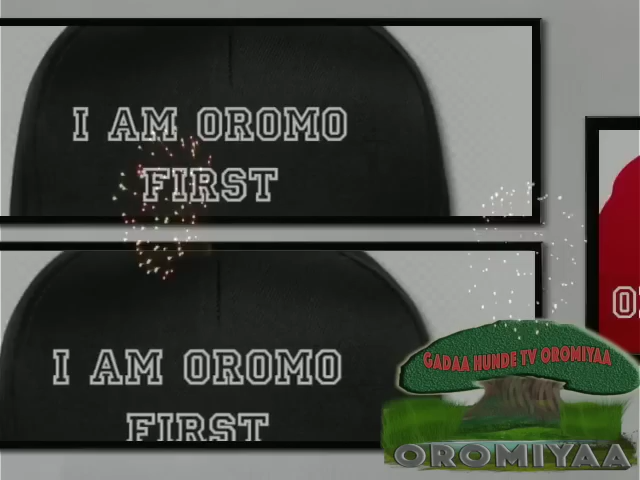 I AM OROMO
FIRST
I AM OROMO
FIRST
GADAA HUNDE TV OROMIYAA
OROMIYAA